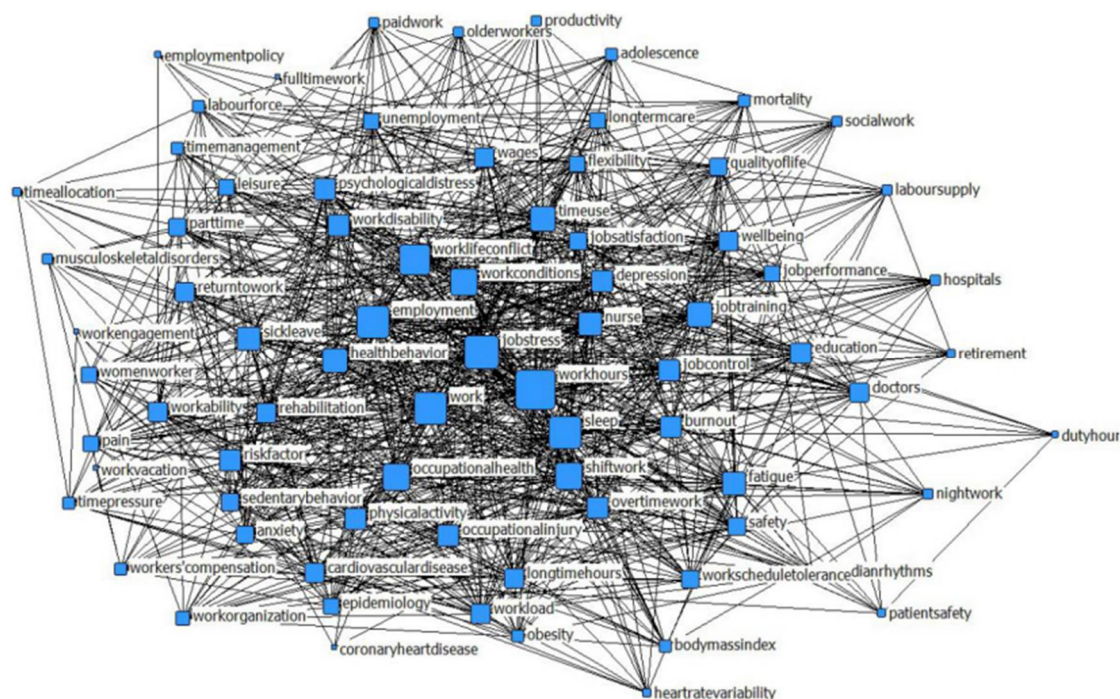 paidwork
productivity
olderworkers
employmentpolicy
adolescence
fulltimework
labourforce
mortality
unemployment
longtermcare
socialwork
timemanagement
wages
flexibility
qualityoflife
timeallocation
leisure
psychologicaldistress
laboursupply
parttime
workdisability
timeuse
jobsatisfaction
wellbeing
musculoskeletaldisorders
worklifeconflict
workconditions
depression
jobperformance
hospitals
returntowork
employment
nurse
jobtraining
workengagement
sickleave
jobstress
education
retirement
healthbehavior
womenworker
workhours
jobcontrol
doctors
workability
rehabilitation
work
sleep
burnout
dutyhour
pain
riskfactor
workvacation
occupationalhealth
shiftwork
fatigue
nightwork
timepressure
sedentarybehavior
physicalactivity
overtimework
anxiety
occupationalinjury
safety
workers'compensation
cardiovasculardisease
longtimehours
workscheduletolerance
dianrhythms
workorganization
epidemiology
workload
patientsafety
obesity
coronaryheartdisease
bodymassindex
heartratevariability